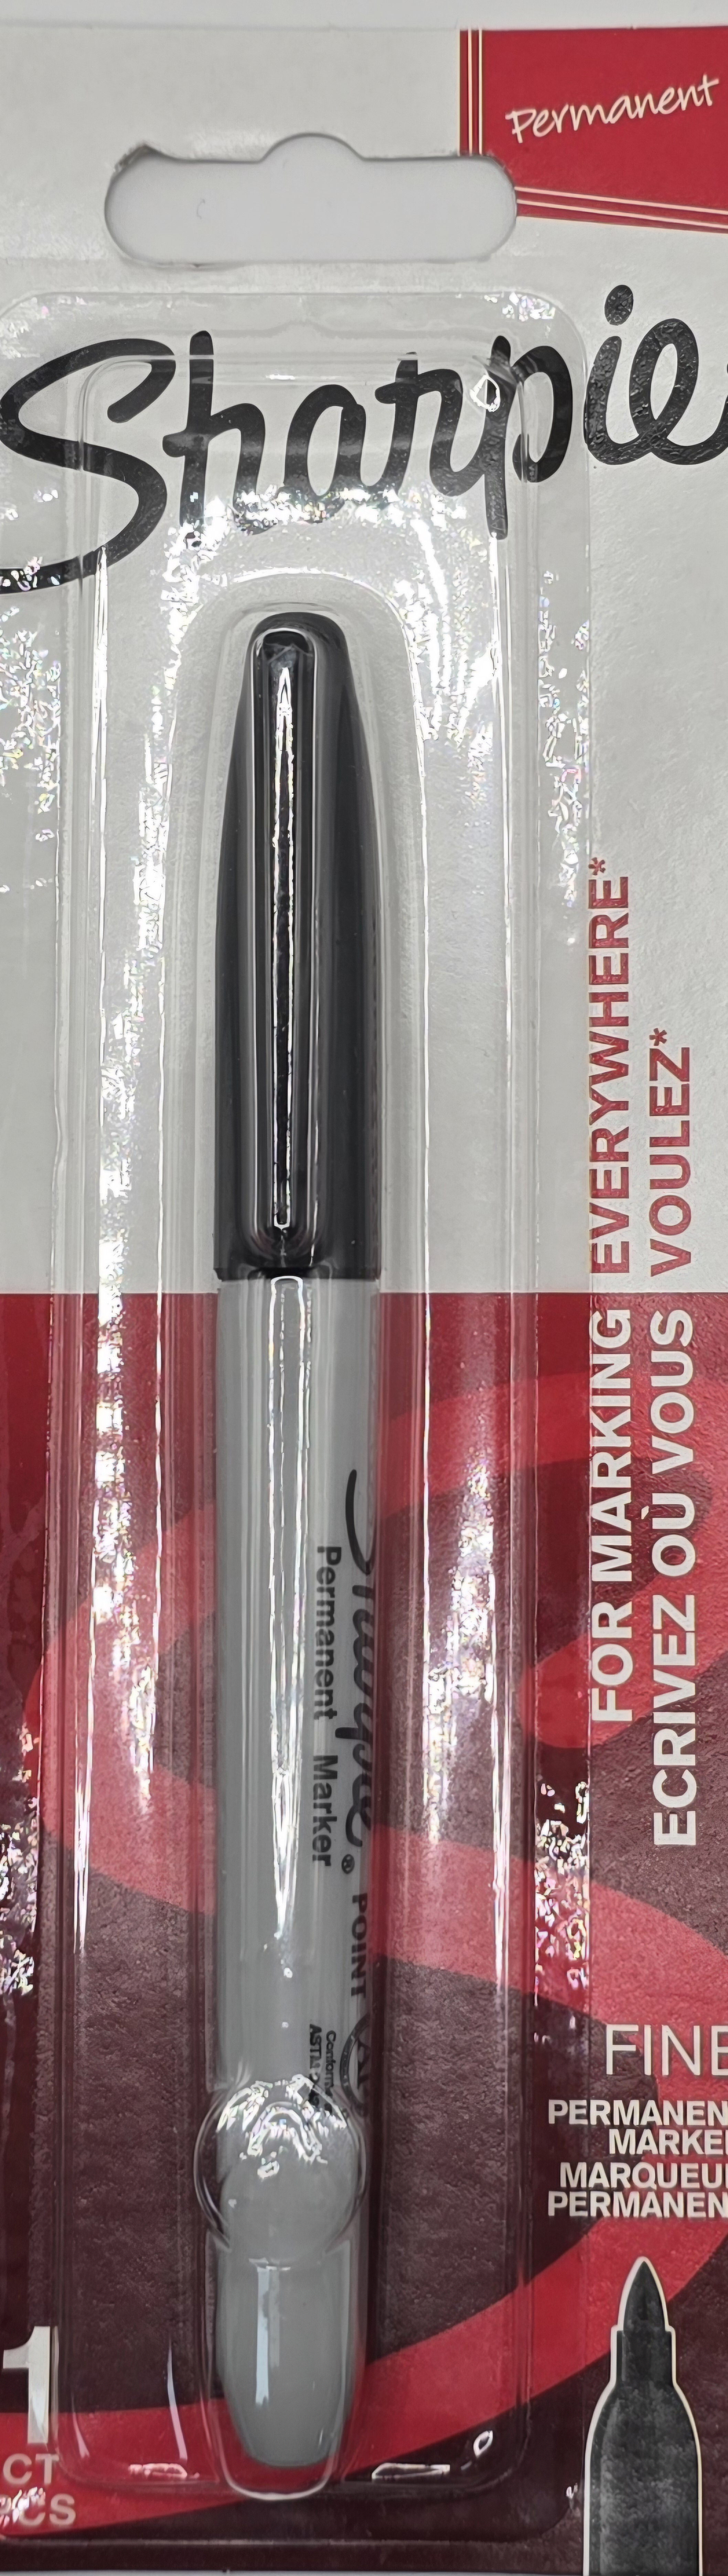 Permanent
Sharpie
FOR MARKING EVERYWHERE*
ECRIVEZ OÙ VOUS VOULEZ*
Sharpie®
Permanent Marker
POINT
FINE
PERMANEN
MARKE
MARQUEU
PERMANEN
1
CT
PCS